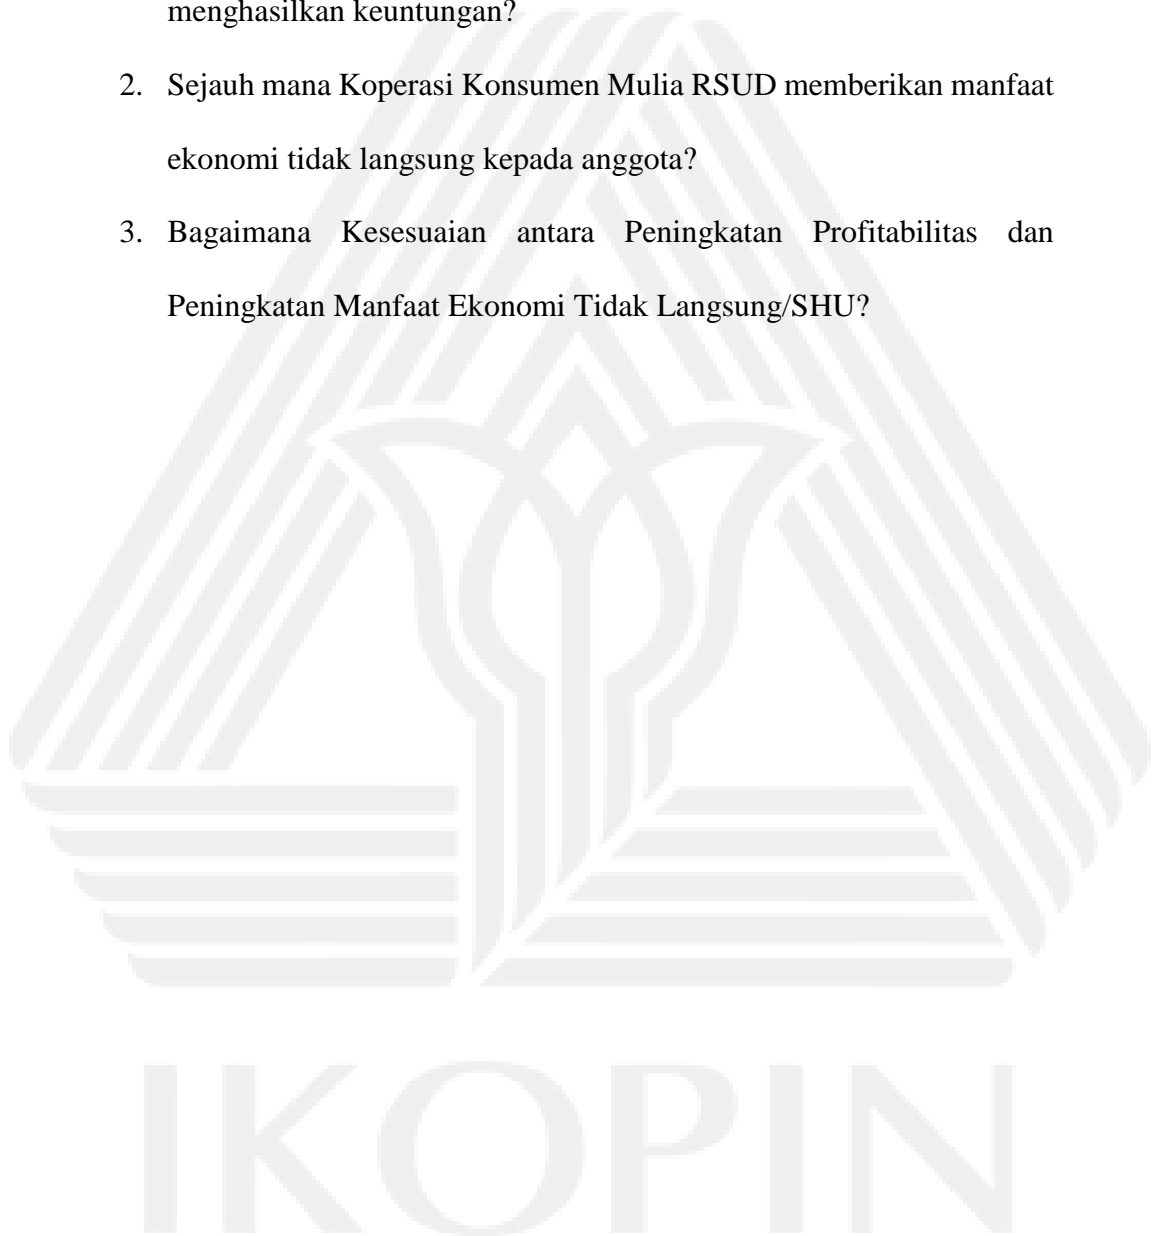 menghasilkan keuntungan?
2. Sejauh mana Koperasi Konsumen Mulia RSUD memberikan manfaat
ekonomi tidak langsung kepada anggota?
3. Bagaimana Kesesuaian antara Peningkatan Profitabilitas dan
Peningkatan Manfaat Ekonomi Tidak Langsung/SHU?
IKOPIN